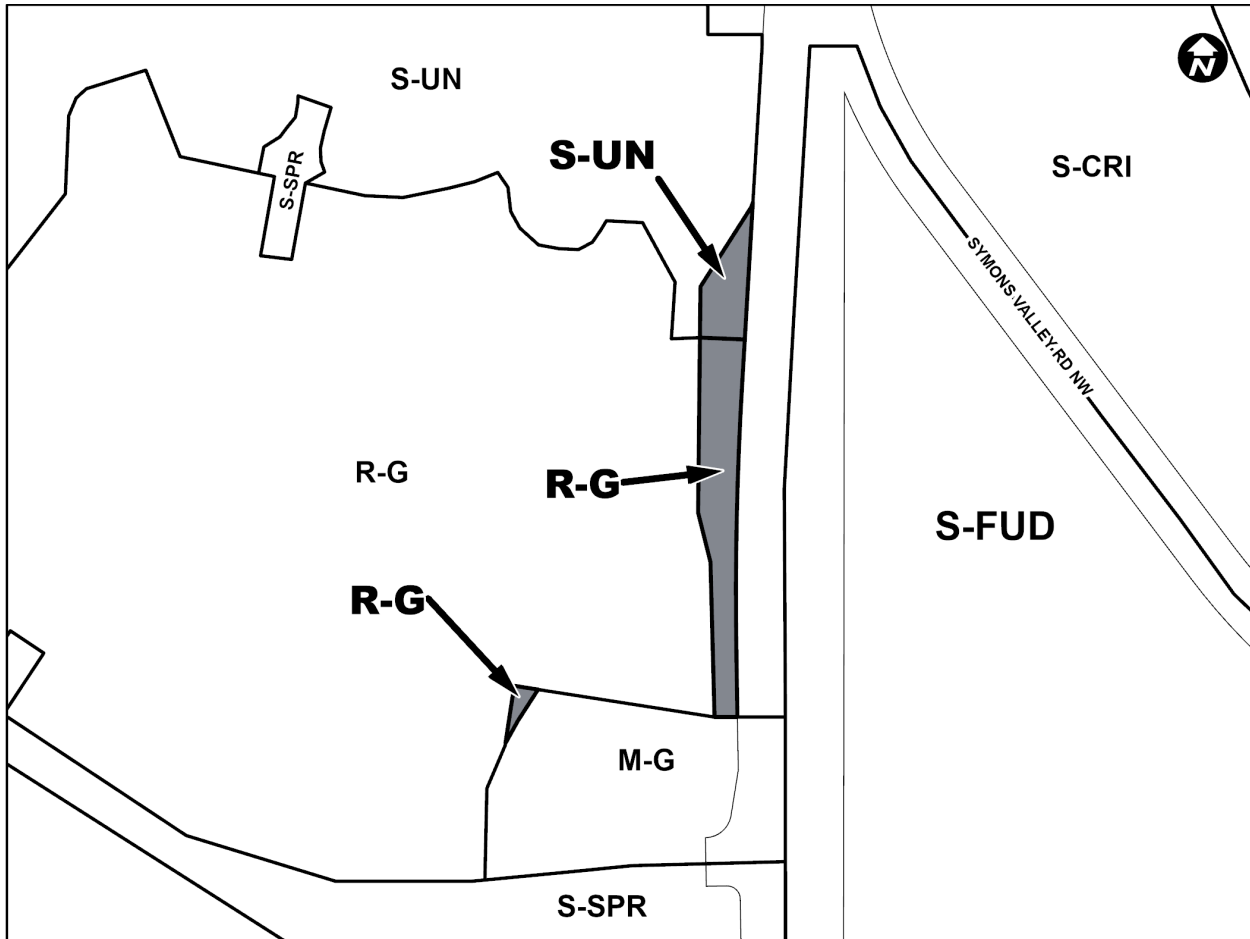 S-UN
N
S-UN
S-SPR
S-CRI
SYMONS VALLEY RD NW
R-G
R-G
S-FUD
R-G
M-G
S-SPR